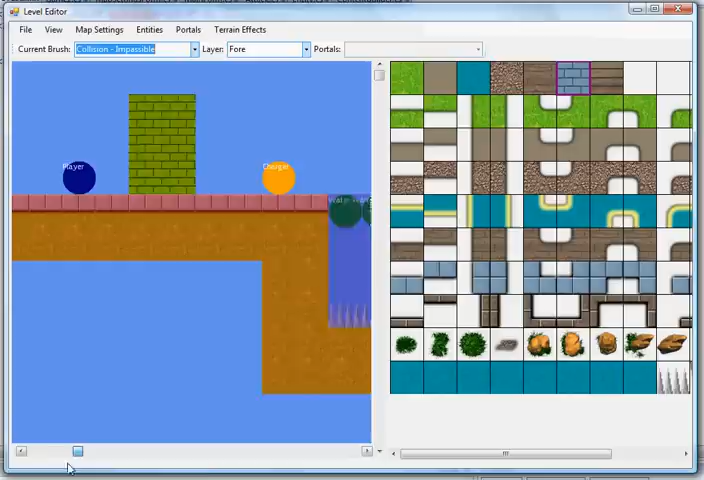 Level Editor
File View Map Settings Entities Portals Terrain Effects
Current Brush: Collision - Impassible Layer: Fore Portals:
Player
Charger